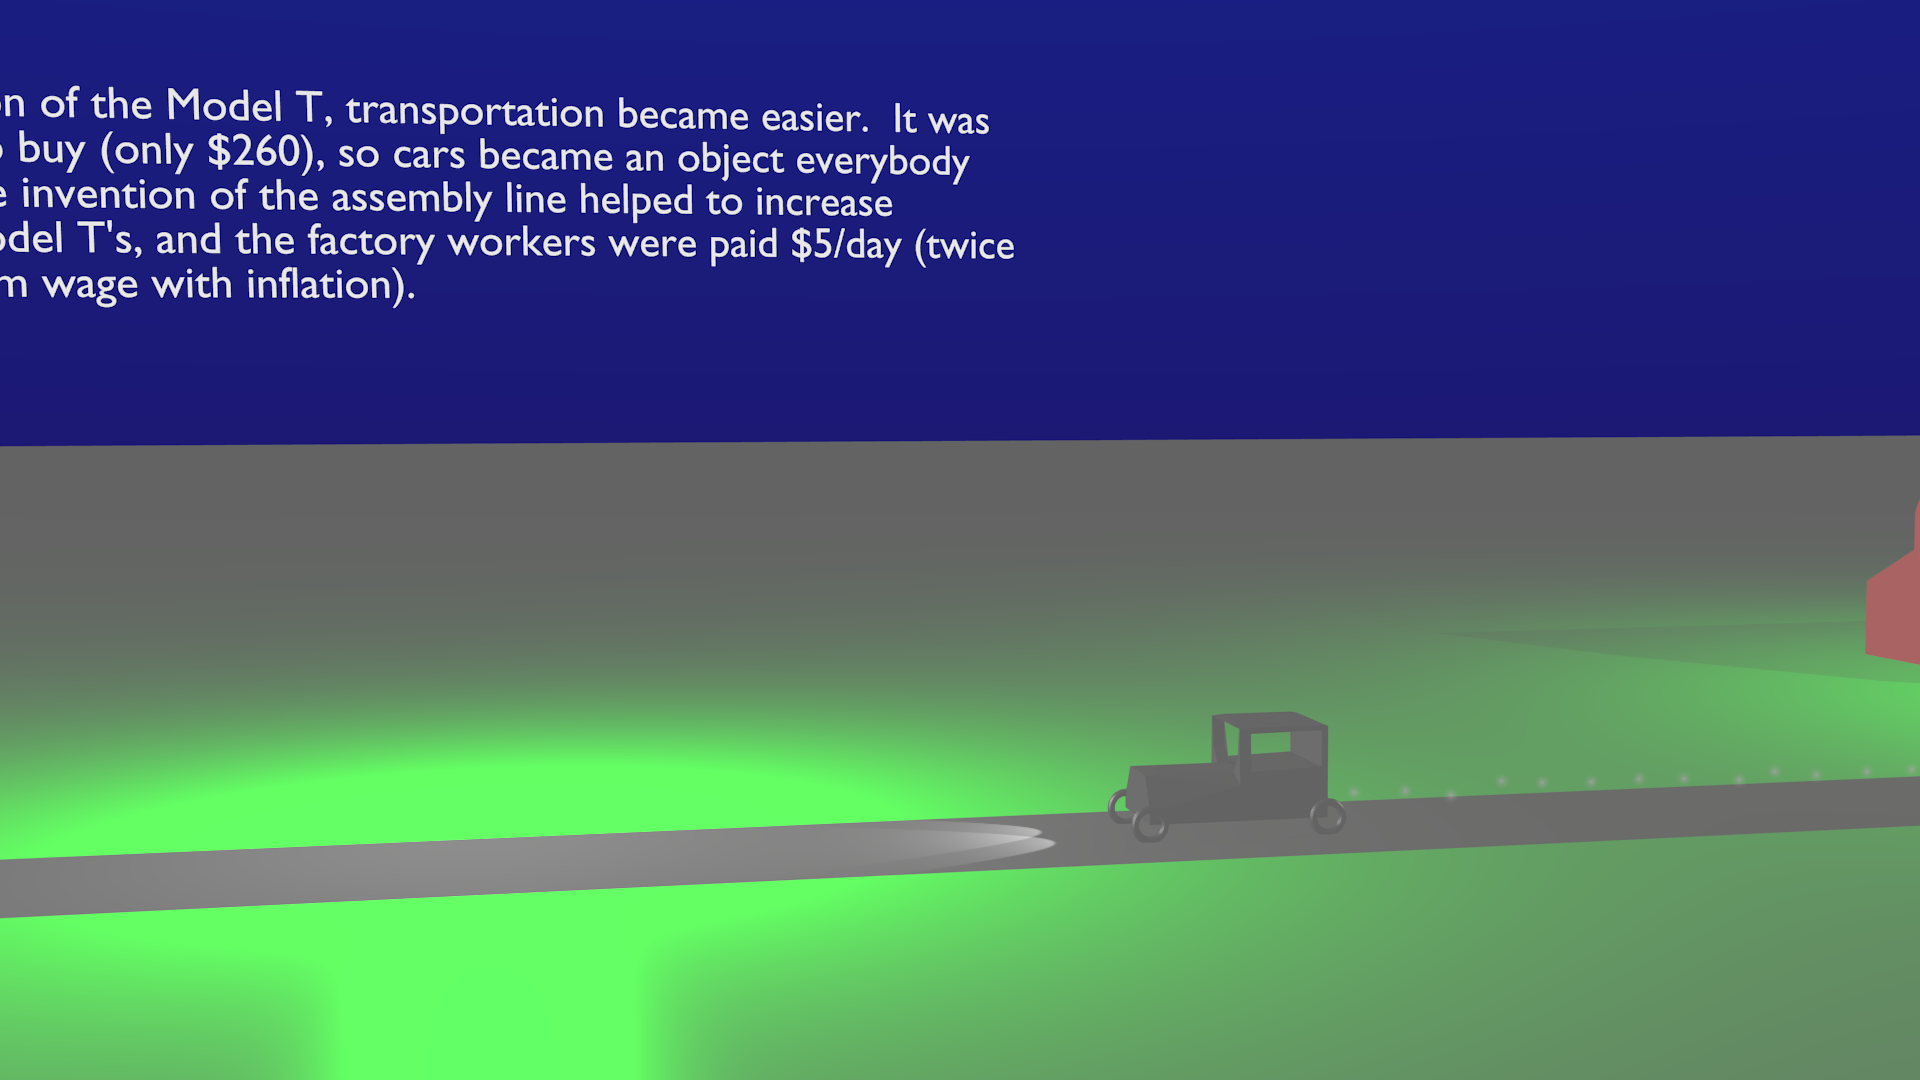 of the Model T, transportation became easier. It was
buy (only $260), so cars became an object everybody
invention of the assembly line helped to increase
T's, and the factory workers were paid $5/day (twice
wage with inflation).